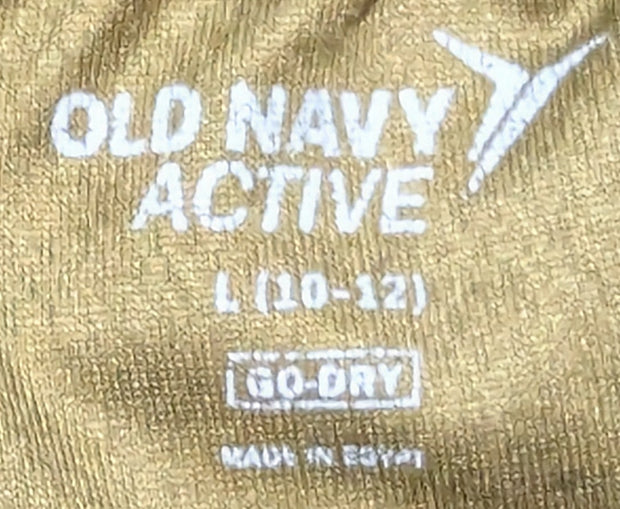 OLD NAVY
ACTIVE
L (10-12)
GO-DRY
MADE IN EGYPT